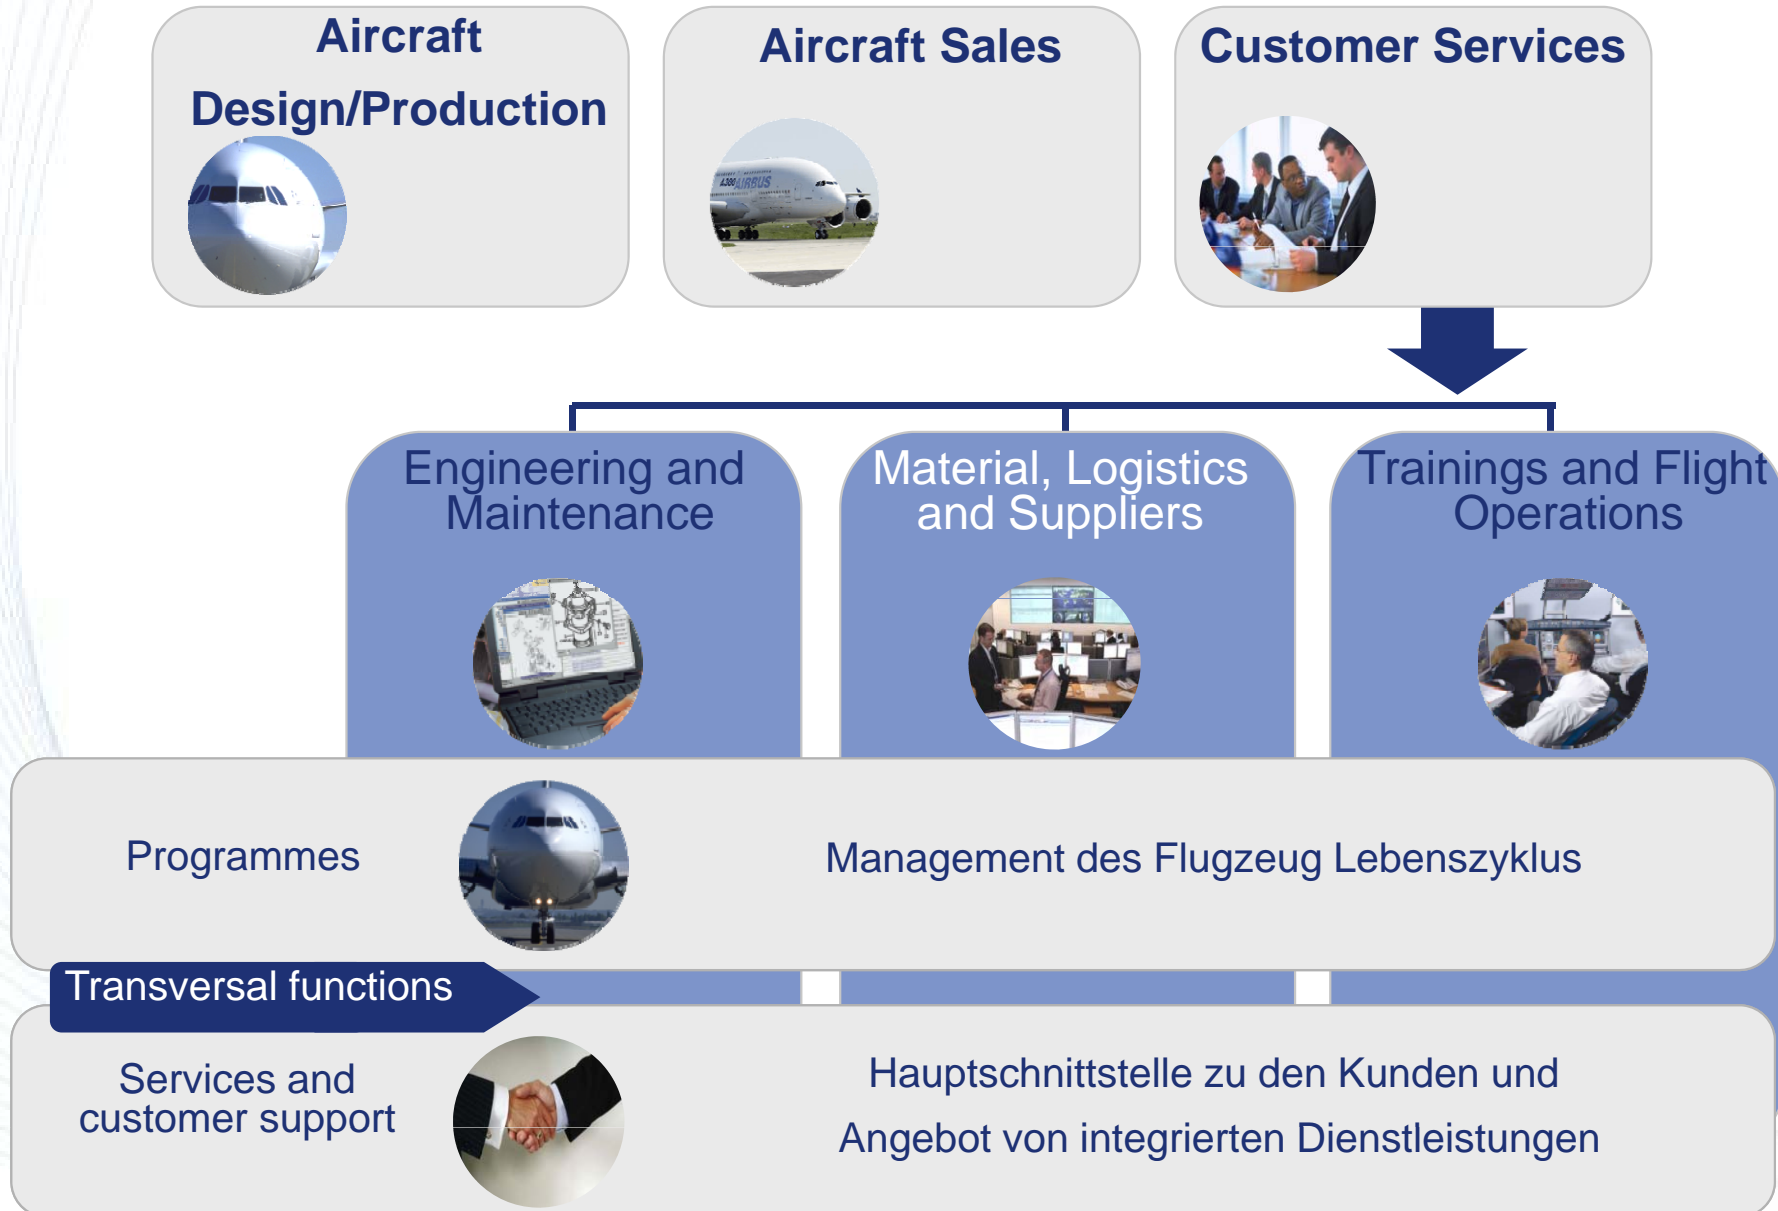 Aircraft
Design/Production
Aircraft Sales
Customer Services
A380 AIRBUS
Engineering and
Maintenance
Material, Logistics
and Suppliers
Trainings and Flight
Operations
Programmes
Management des Flugzeug Lebenszyklus
Transversal functions
Services and
customer support
Hauptschnittstelle zu den Kunden und
Angebot von integrierten Dienstleistungen